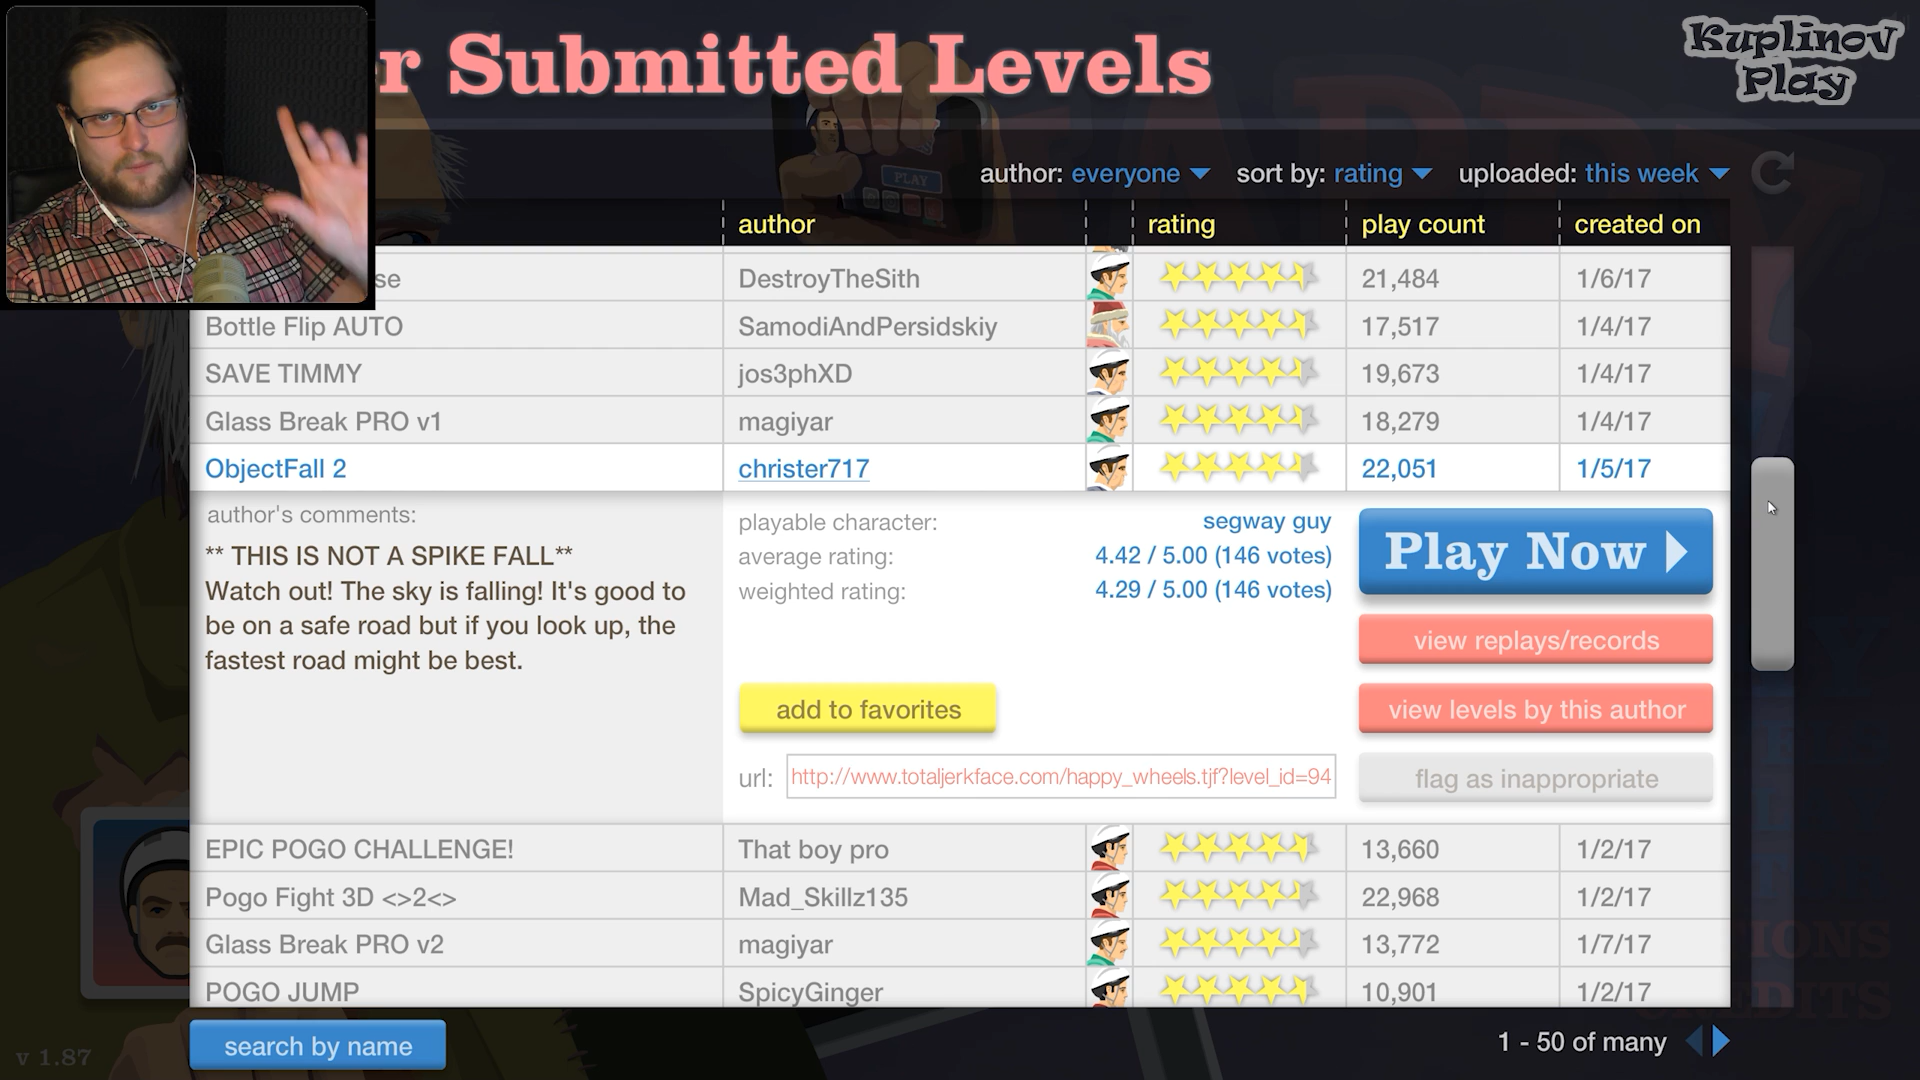 Kuplinov
Play
r Submitted Levels
author: everyone sort by: rating uploaded: this week
author rating play count created on
se DestroyTheSith 21,484 1/6/17
Bottle Flip AUTO SamodiAndPersidskiy 17,517 1/4/17
SAVE TIMMY jos3phXD 19,673 1/4/17
Glass Break PRO v1 magiyar 18,279 1/4/17
ObjectFall 2 christer717 22,051 1/5/17
author's comments:
** THIS IS NOT A SPIKE FALL**
Watch out! The sky is falling! It's good to
be on a safe road but if you look up, the
fastest road might be best.
playable character: segway guy
average rating: 4.42 / 5.00 (146 votes)
weighted rating: 4.29 / 5.00 (146 votes)
add to favorites
url: http://www.totaljerkface.com/happy_wheels.tjf?level_id=94
Play Now
view replays/records
view levels by this author
flag as inappropriate
EPIC POGO CHALLENGE! That boy pro 13,660 1/2/17
Pogo Fight 3D <>2<> Mad_Skillz135 22,968 1/2/17
Glass Break PRO v2 magiyar 13,772 1/7/17
POGO JUMP SpicyGinger 10,901 1/2/17
search by name
1 - 50 of many
v 1.87
PLAY